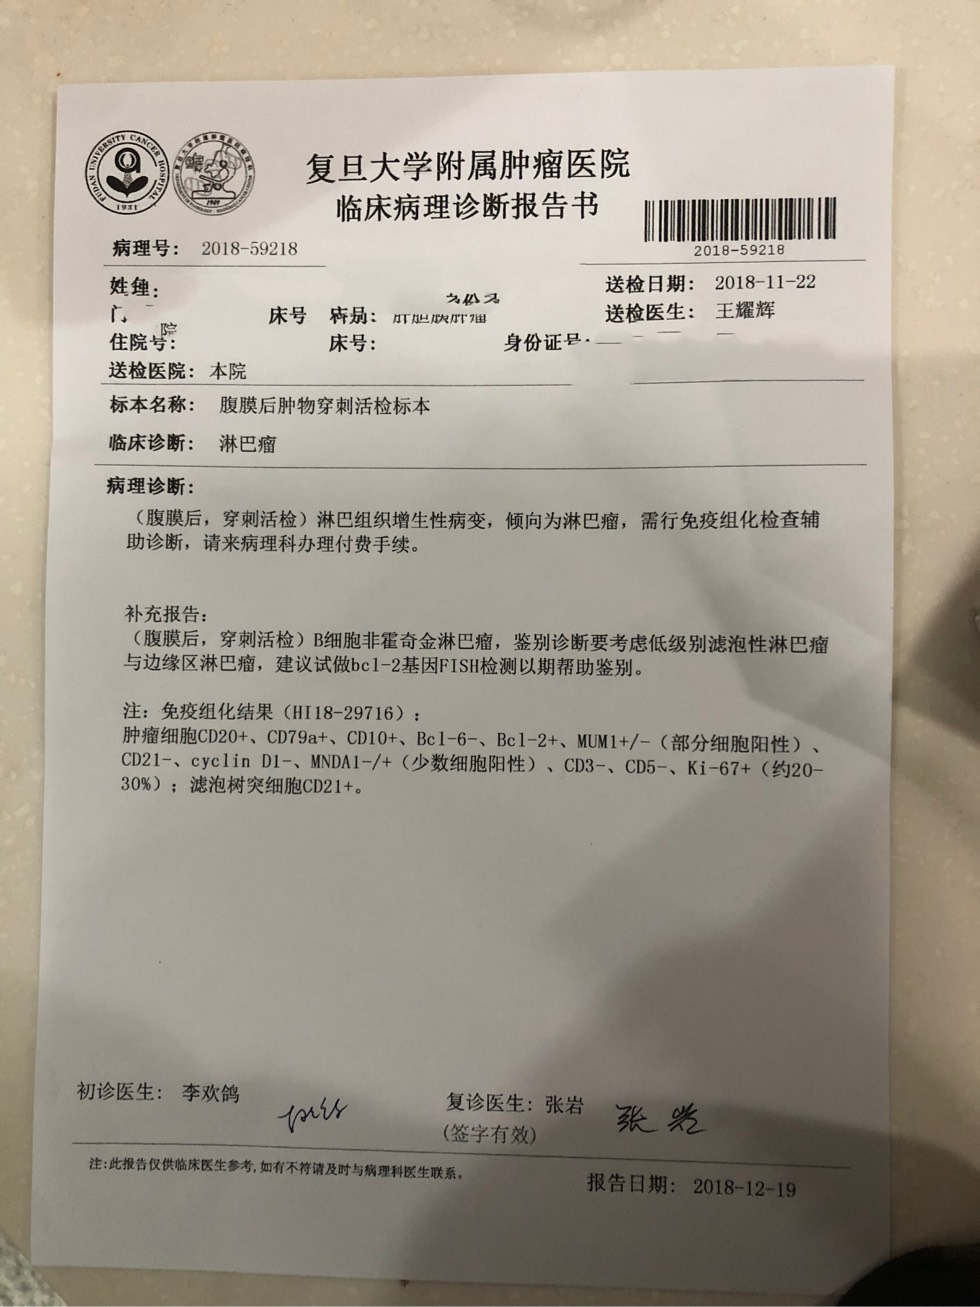 FUDAN UNIVERSITY CANCER HOSPITAL
1931
1949
复旦大学附属肿瘤医院
临床病理诊断报告书
2018-59218
病理号： 2018-59218
送检日期： 2018-11-22
送检医生： 王耀辉
床号
住院号：
床号：
身份证号：
送检医院： 本院
标本名称： 腹膜后肿物穿刺活检标本
临床诊断： 淋巴瘤
病理诊断：
（腹膜后，穿刺活检）淋巴组织增生性病变，倾向为淋巴瘤，需行免疫组化检查辅
助诊断，请来病理科办理付费手续。
补充报告：
（腹膜后，穿刺活检）B细胞非霍奇金淋巴瘤，鉴别诊断要考虑低级别滤泡性淋巴瘤
与边缘区淋巴瘤，建议试做bcl-2基因FISH检测以期帮助鉴别。
注：免疫组化结果（HI18-29716）：
肿瘤细胞CD20+、CD79a+、CD10+、Bcl-6-、Bcl-2+、MUM1+/-（部分细胞阳性）、
CD21-、cyclin D1-、MNDA1-/+（少数细胞阳性）、CD3-、CD5-、Ki-67+（约20-
30%）；滤泡树突细胞CD21+。
初诊医生： 李欢鸽
复诊医生： 张岩 张岩
(签字有效)
注:此报告仅供临床医生参考,如有不符请及时与病理科医生联系。
报告日期： 2018-12-19